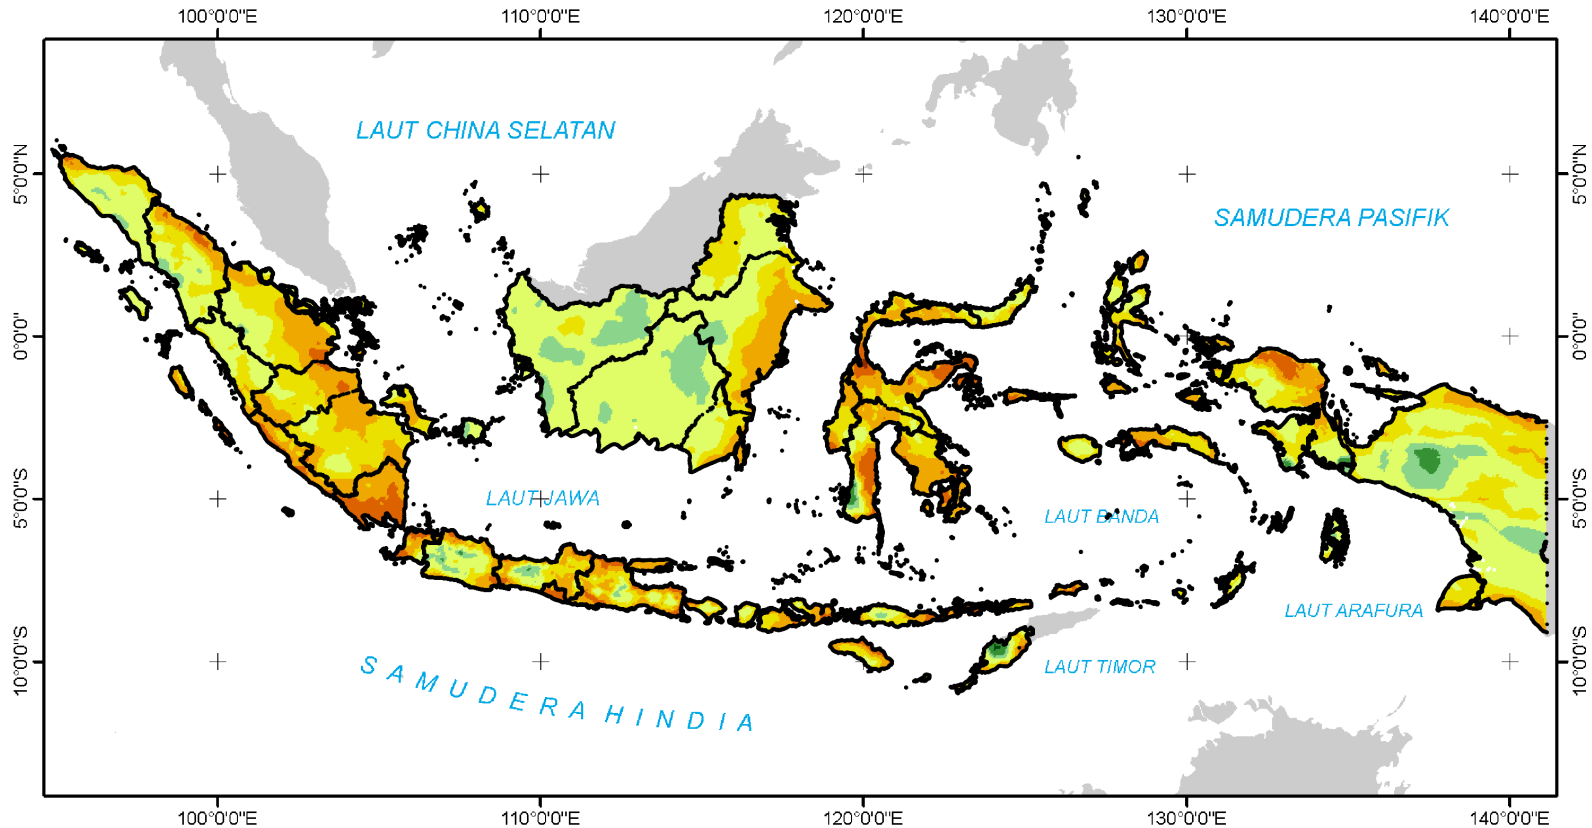 100°0'0"E 110°0'0"E 120°0'0"E 130°0'0"E 140°0'0"E
LAUT CHINA SELATAN
5°0'0"N 5°0'0"N
SAMUDERA PASIFIK
0°0'0" 0°0'0"
5°0'0"S LAUT JAWA 5°0'0"S
LAUT BANDA
LAUT ARAFURA
10°0'0"S LAUT TIMOR 10°0'0"S
SAMUDERA HINDIA
100°0'0"E 110°0'0"E 120°0'0"E 130°0'0"E 140°0'0"E